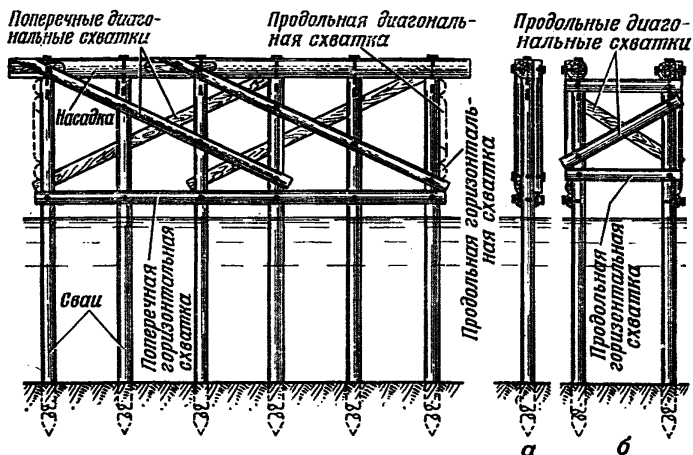 Поперечные диаго-
нальные схватки
Продольная диагональ-
ная схватка
Продольные диаго-
нальные схватки
Насадка
Продольная горизонталь-
ная схватка
Сваи
Поперечная
горизонтальная
схватка
Продольная
горизонтальная
схватка
а
б